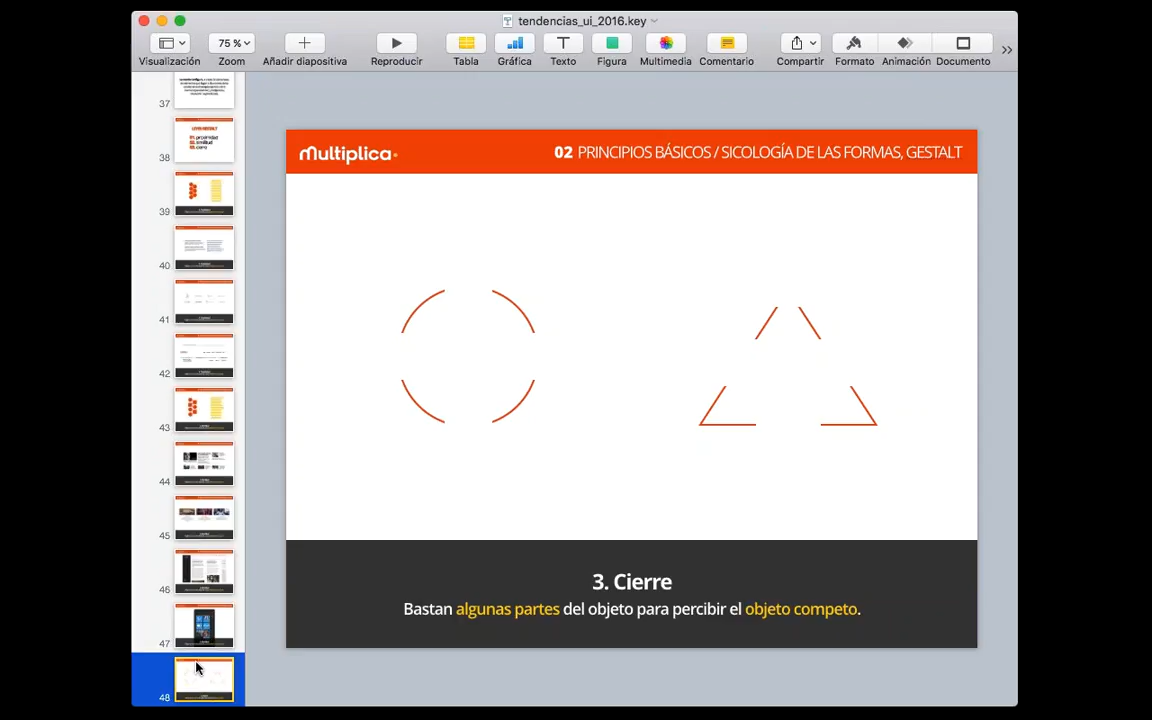 tendencias_ui_2016.key
75 %
Visualización
Zoom
Añadir diapositiva
Reproducir
Tabla
Gráfica
Texto
Figura
Multimedia
Comentario
Compartir
Formato
Animación
Documento
multiplica
02 PRINCIPIOS BÁSICOS / SICOLOGÍA DE LAS FORMAS, GESTALT
3. Cierre
Bastan algunas partes del objeto para percibir el objeto competo.
37
38
39
40
41
42
43
44
45
46
47
48